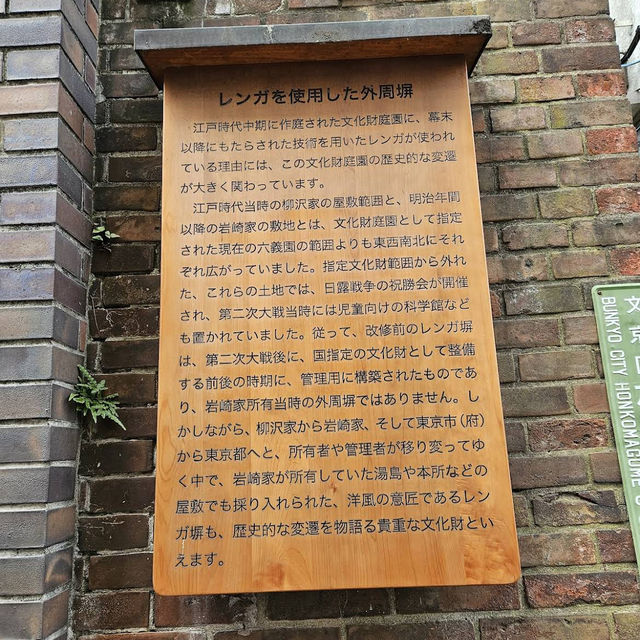 レンガを使用した外周塀
江戸時代中期に作庭された文化財庭園に、幕末
以降にもたらされた技術を用いたレンガが使われ
ている理由には、この文化財庭園の歴史的な変遷
が大きく関わっています。
江戸時代当時の柳沢家の屋敷範囲と、明治年間
以降の岩崎家の敷地とは、文化財庭園として指定
された現在の六義園の範囲よりも東西南北にそれ
ぞれ広がっていました。指定文化財範囲から外れ
た、これらの土地では、日露戦争の祝勝会が開催
され、第二次大戦当時には児童向けの科学館など
も置かれていました。従って、改修前のレンガ塀
は、第二次大戦後に、国指定の文化財として整備
する前後の時期に、管理用に構築されたものであ
り、岩崎家所有当時の外周塀ではありません。し
かしながら、柳沢家から岩崎家、そして東京市(府)
から東京都へと、所有者や管理者が移り変ってゆ
く中で、岩崎家が所有していた湯島や本所などの
屋敷でも採り入れられた、洋風の意匠であるレン
ガ塀も、歴史的な変遷を物語る貴重な文化財とい
えます。
文京区本
BUNKYO CITY HONKOMAGOME